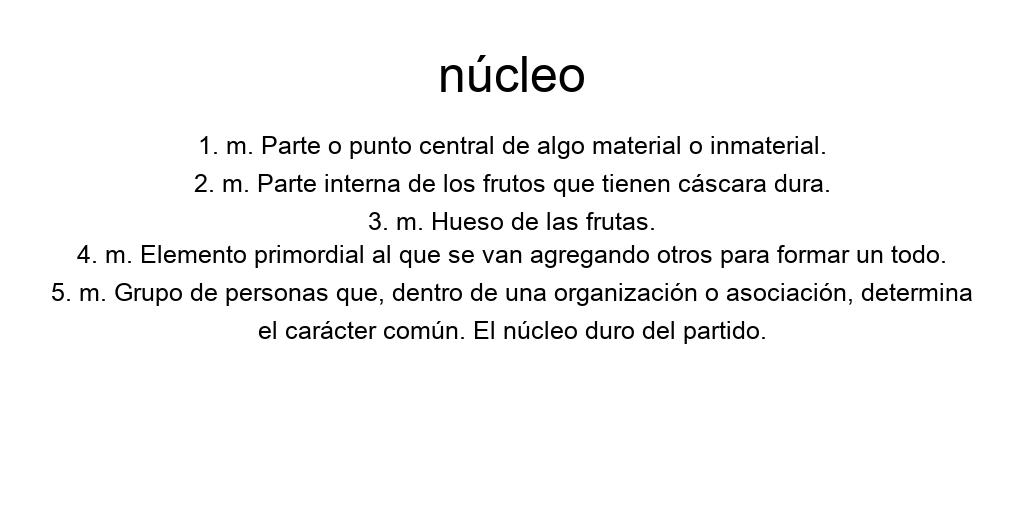 núcleo
1. m. Parte o punto central de algo material o inmaterial.
2. m. Parte interna de los frutos que tienen cáscara dura.
3. m. Hueso de las frutas.
4. m. Elemento primordial al que se van agregando otros para formar un todo.
5. m. Grupo de personas que, dentro de una organización o asociación, determina
el carácter común. El núcleo duro del partido.